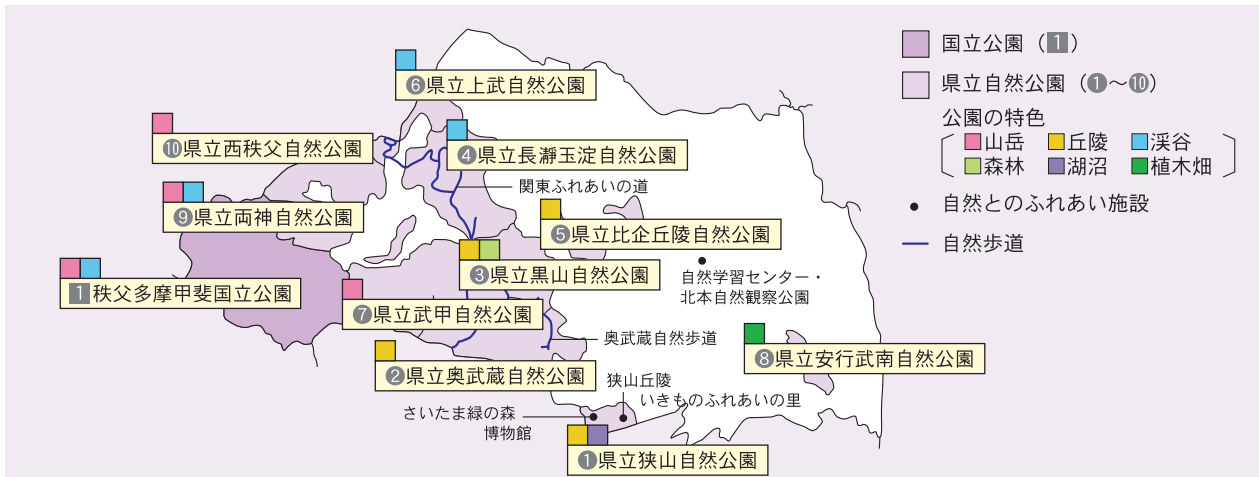 国立公園（1）
県立自然公園（❶～❿）
公園の特色
山岳 丘陵 渓谷
森林 湖沼 植木畑
自然とのふれあい施設
自然歩道
❻県立上武自然公園
❿県立西秩父自然公園
❹県立長瀞玉淀自然公園
関東ふれあいの道
❾県立両神自然公園
❺県立比企丘陵自然公園
❸県立黒山自然公園
自然学習センター・
北本自然観察公園
1秩父多摩甲斐国立公園
❼県立武甲自然公園
奥武蔵自然歩道
❽県立安行武南自然公園
❷県立奥武蔵自然公園
狭山丘陵
いきものふれあいの里
さいたま緑の森
博物館
❶県立狭山自然公園